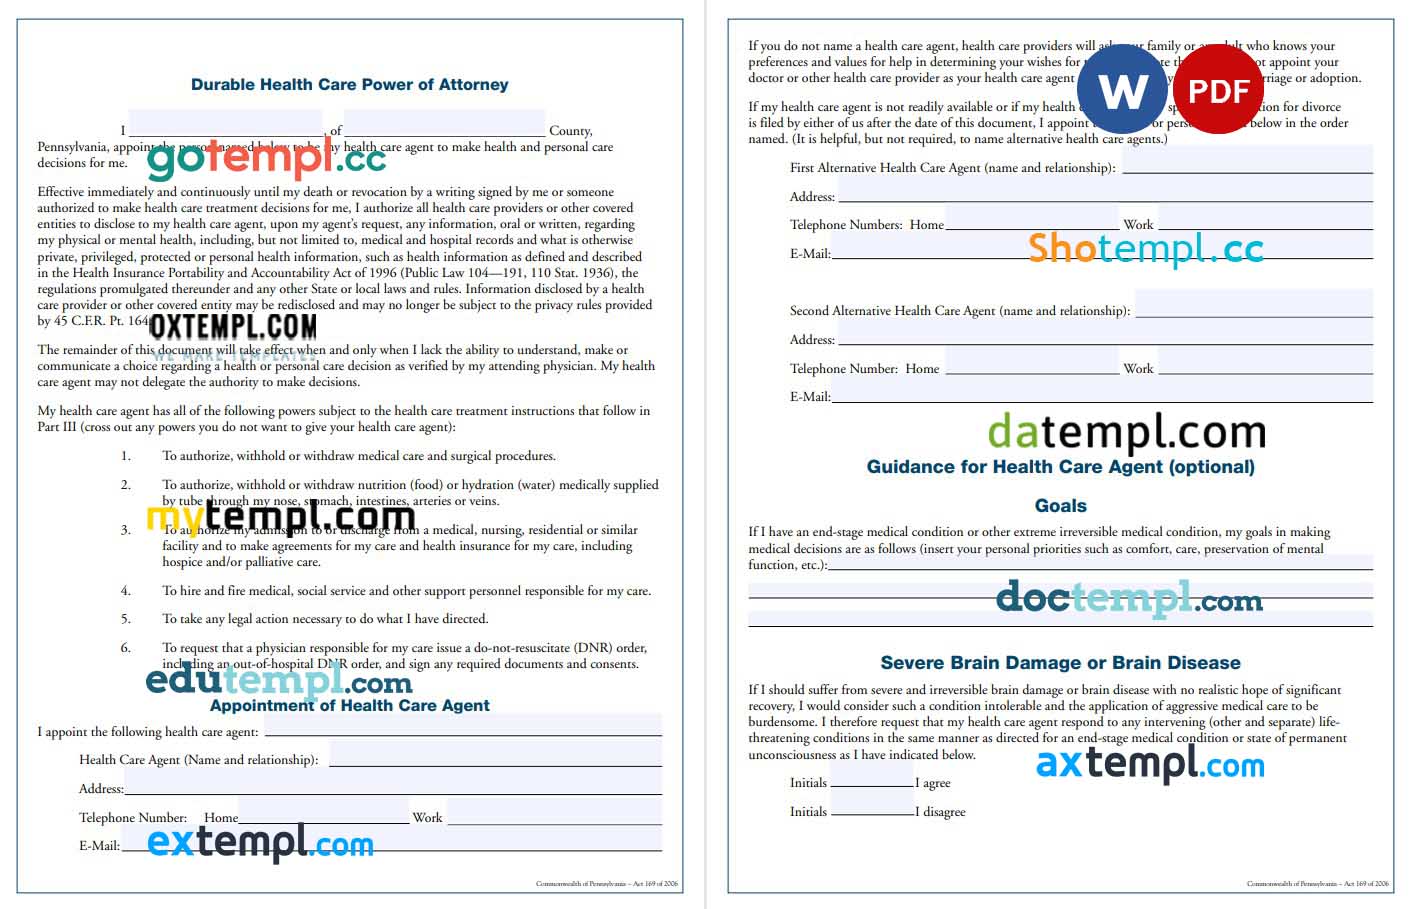 Durable Health Care Power of Attorney
I , of County,
Pennsylvania, appoint the person named below to be my health care agent to make health and personal care
decisions for me.
gotempl.cc
Effective immediately and continuously until my death or revocation by a writing signed by me or someone
authorized to make health care treatment decisions for me, I authorize all health care providers or other covered
entities to disclose to my health care agent, upon my agent's request, any information, oral or written, regarding
my physical or mental health, including, but not limited to, medical and hospital records and what is otherwise
private, privileged, protected or personal health information, such as health information as defined and described
in the Health Insurance Portability and Accountability Act of 1996 (Public Law 104—191, 110 Stat. 1936), the
regulations promulgated thereunder and any other State or local laws and rules. Information disclosed by a health
care provider or other covered entity may be redisclosed and may no longer be subject to the privacy rules provided
by 45 C.F.R. Pt. 164
OXTEMPL.COM
WE MAKE TEMPLATES
The remainder of this document will take effect when and only when I lack the ability to understand, make or
communicate a choice regarding a health or personal care decision as verified by my attending physician. My health
care agent may not delegate the authority to make decisions.
My health care agent has all of the following powers subject to the health care treatment instructions that follow in
Part III (cross out any powers you do not want to give your health care agent):
1. To authorize, withhold or withdraw medical care and surgical procedures.
2. To authorize, withhold or withdraw nutrition (food) or hydration (water) medically supplied
by tube through my nose, stomach, intestines, arteries or veins.
mytempl.com
3. To authorize my admission to or discharge from a medical, nursing, residential or similar
facility and to make agreements for my care and health insurance for my care, including
hospice and/or palliative care.
4. To hire and fire medical, social service and other support personnel responsible for my care.
5. To take any legal action necessary to do what I have directed.
6. To request that a physician responsible for my care issue a do-not-resuscitate (DNR) order,
including an out-of-hospital DNR order, and sign any required documents and consents.
edutempl.com
Appointment of Health Care Agent
I appoint the following health care agent:
Health Care Agent (Name and relationship):
Address:
Telephone Number: Home Work
E-Mail:
extempl.com
Commonwealth of Pennsylvania – Act 169 of 2006
If you do not name a health care agent, health care providers will ask your family or an adult who knows your
preferences and values for help in determining your wishes for not appoint your
doctor or other health care provider as your health care agent marriage or adoption.
W PDF
If my health care agent is not readily available or if my health for divorce
is filed by either of us after the date of this document, I appoint or below in the order
named. (It is helpful, but not required, to name alternative health care agents.)
First Alternative Health Care Agent (name and relationship):
Address:
Telephone Numbers: Home Work
E-Mail:
Shotempl.cc
Second Alternative Health Care Agent (name and relationship):
Address:
Telephone Number: Home Work
E-Mail:
datempl.com
Guidance for Health Care Agent (optional)
Goals
If I have an end-stage medical condition or other extreme irreversible medical condition, my goals in making
medical decisions are as follows (insert your personal priorities such as comfort, care, preservation of mental
function, etc.):
doctempl.com
Severe Brain Damage or Brain Disease
If I should suffer from severe and irreversible brain damage or brain disease with no realistic hope of significant
recovery, I would consider such a condition intolerable and the application of aggressive medical care to be
burdensome. I therefore request that my health care agent respond to any intervening (other and separate) life-
threatening conditions in the same manner as directed for an end-stage medical condition or state of permanent
unconsciousness as I have indicated below.
axtempl.com
Initials I agree
Initials I disagree
Commonwealth of Pennsylvania – Act 169 of 2006